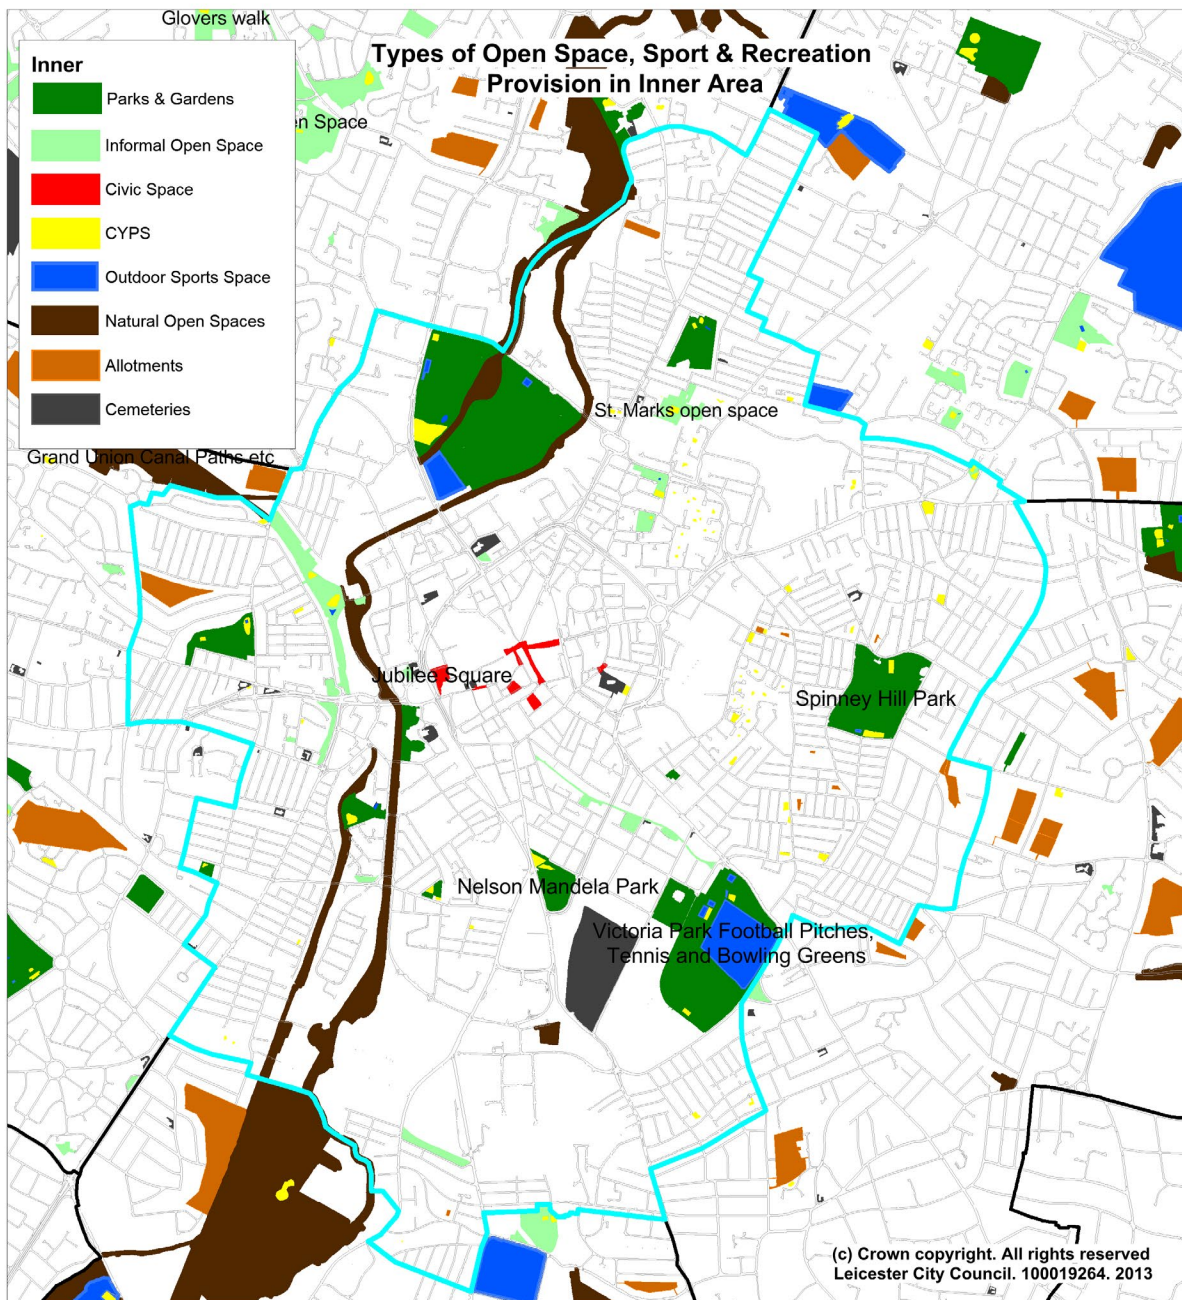 Glovers walk
Types of Open Space, Sport & Recreation
Provision in Inner Area
Inner
Parks & Gardens
Informal Open Space
Civic Space
CYPS
Outdoor Sports Space
Natural Open Spaces
Allotments
Cemeteries
Space
St. Marks open space
Grand Union Canal Paths etc
Jubilee Square
Spinney Hill Park
Nelson Mandela Park
Victoria Park Football Pitches,
Tennis and Bowling Greens
(c) Crown copyright. All rights reserved
Leicester City Council. 100019264. 2013